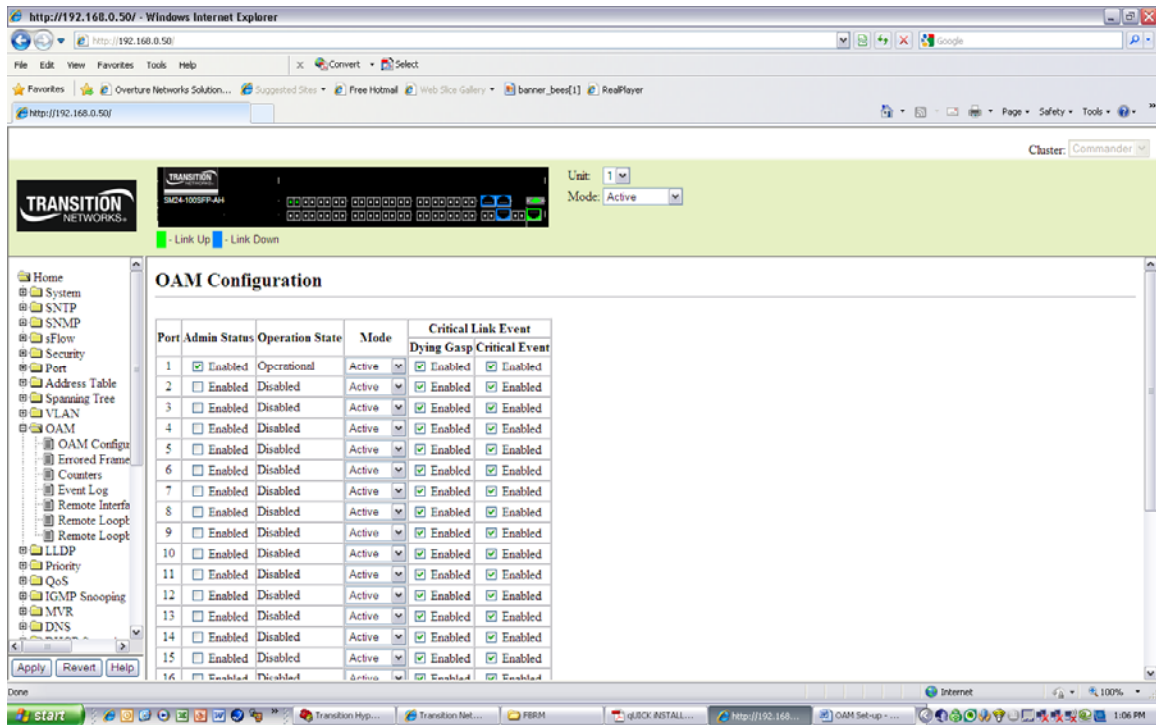 http://192.168.0.50/ - Windows Internet Explorer
http://192.168.0.50/
Google
File Edit View Favorites Tools Help x Convert Select
Favorites Overture Networks Solution... Suggested Sites Free Hotmail Web Slice Gallery banner_bees[1] RealPlayer
http://192.168.0.50/
Page Safety Tools
Cluster: Commander
TRANSITION NETWORKS
TRANSITION NETWORKS
SM24-100SFP-AH
Unit: 1
Mode: Active
- Link Up - Link Down
Home
System
SNTP
SNMP
sFlow
Security
Port
Address Table
Spanning Tree
VLAN
OAM
OAM Configu
Errored Frame
Counters
Event Log
Remote Interfa
Remote Loopb
Remote Loopb
LLDP
Priority
QoS
IGMP Snooping
MVR
DNS
Apply Revert Help
OAM Configuration
Port Admin Status Operation State Mode Critical Link Event
Dying Gasp Critical Event
1 Enabled Operational Active Enabled Enabled
2 Enabled Disabled Active Enabled Enabled
3 Enabled Disabled Active Enabled Enabled
4 Enabled Disabled Active Enabled Enabled
5 Enabled Disabled Active Enabled Enabled
6 Enabled Disabled Active Enabled Enabled
7 Enabled Disabled Active Enabled Enabled
8 Enabled Disabled Active Enabled Enabled
9 Enabled Disabled Active Enabled Enabled
10 Enabled Disabled Active Enabled Enabled
11 Enabled Disabled Active Enabled Enabled
12 Enabled Disabled Active Enabled Enabled
13 Enabled Disabled Active Enabled Enabled
14 Enabled Disabled Active Enabled Enabled
15 Enabled Disabled Active Enabled Enabled
16 Enabled Disabled Active Enabled Enabled
Done Internet 100%
start Transition Hyp... Transition Net... FBRM qUICK iNSTALL... http://192.168... OAM Set-up - ... 1:06 PM